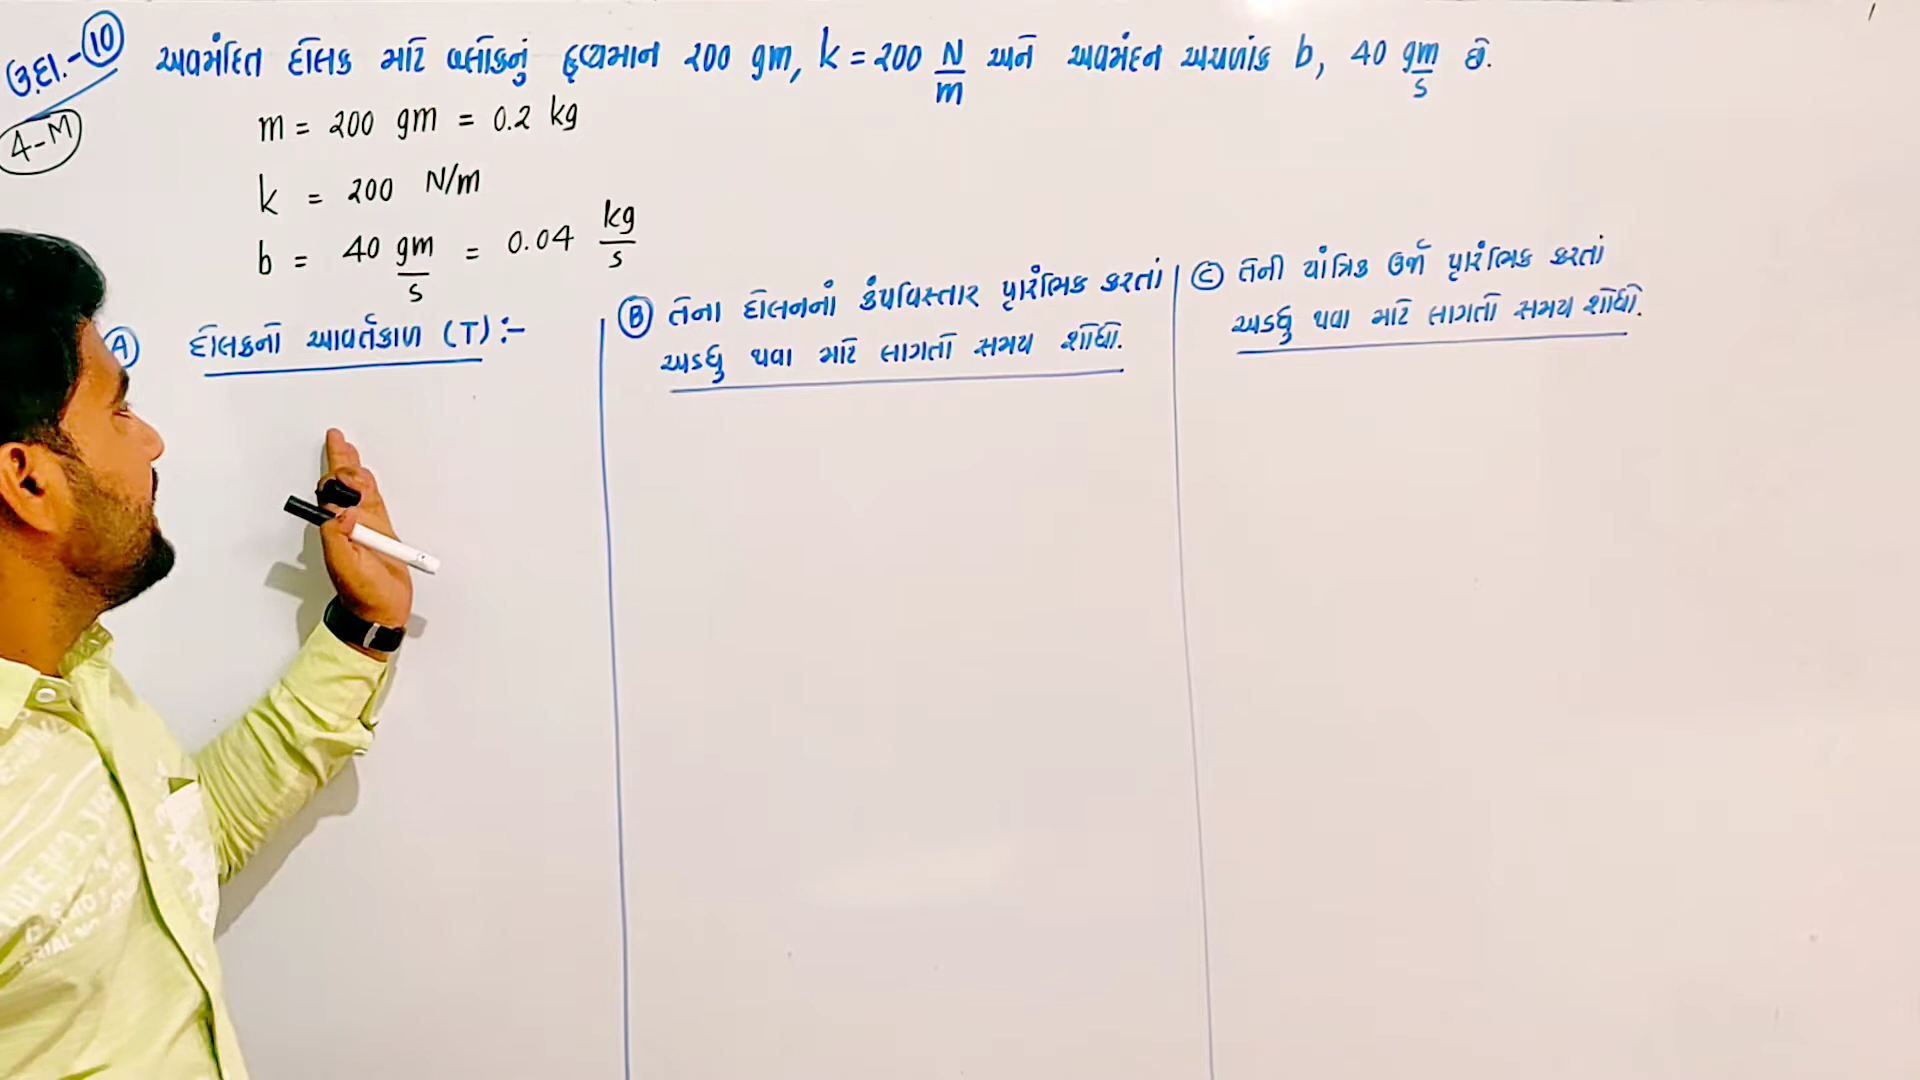 ઉદા.-10 અવમંદિત દોલક માટે બ્લોકનું દ્રવ્યમાન 200 gm, k = 200 N/m અને અવમંદન અચળાંક b, 40 gm/s છે.
4-M
m = 200 gm = 0.2 kg
k = 200 N/m
b = 40 gm/s = 0.04 kg/s
A દોલકનો આવર્તકાળ (T) :-
B તેના દોલનનાં કંપવિસ્તાર પ્રારંભિક કરતાં
અડધુ થવા માટે લાગતો સમય શોધો.
C તેની યાંત્રિક ઉર્જા પ્રારંભિક કરતાં
અડધુ થવા માટે લાગતો સમય શોધો.